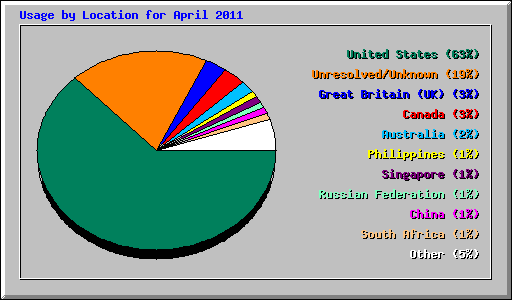 Usage by Location for April 2011
United States (63%)
Unresolved/Unknown (19%)
Great Britain (UK) (3%)
Canada (3%)
Australia (2%)
Philippines (1%)
Singapore (1%)
Russian Federation (1%)
China (1%)
South Africa (1%)
Other (5%)